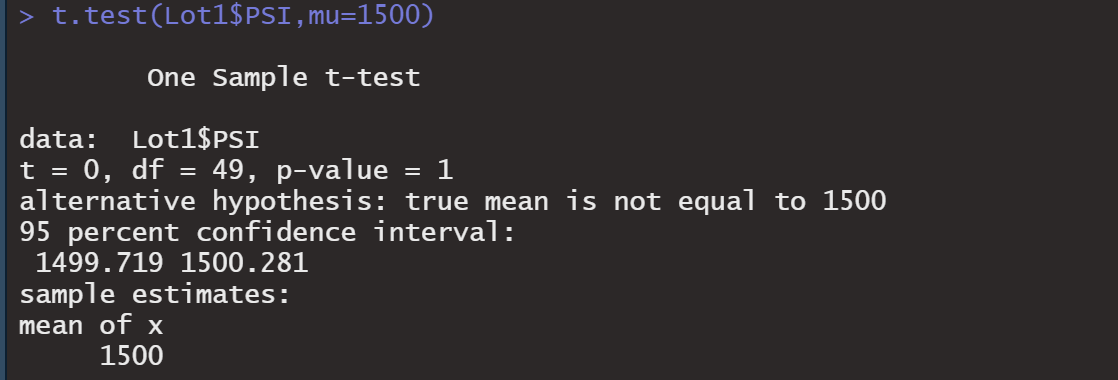 > t.test(Lot1$PSI,mu=1500)
One Sample t-test
data:  Lot1$PSI
t = 0, df = 49, p-value = 1
alternative hypothesis: true mean is not equal to 1500
95 percent confidence interval:
1499.719 1500.281
sample estimates:
mean of x
1500